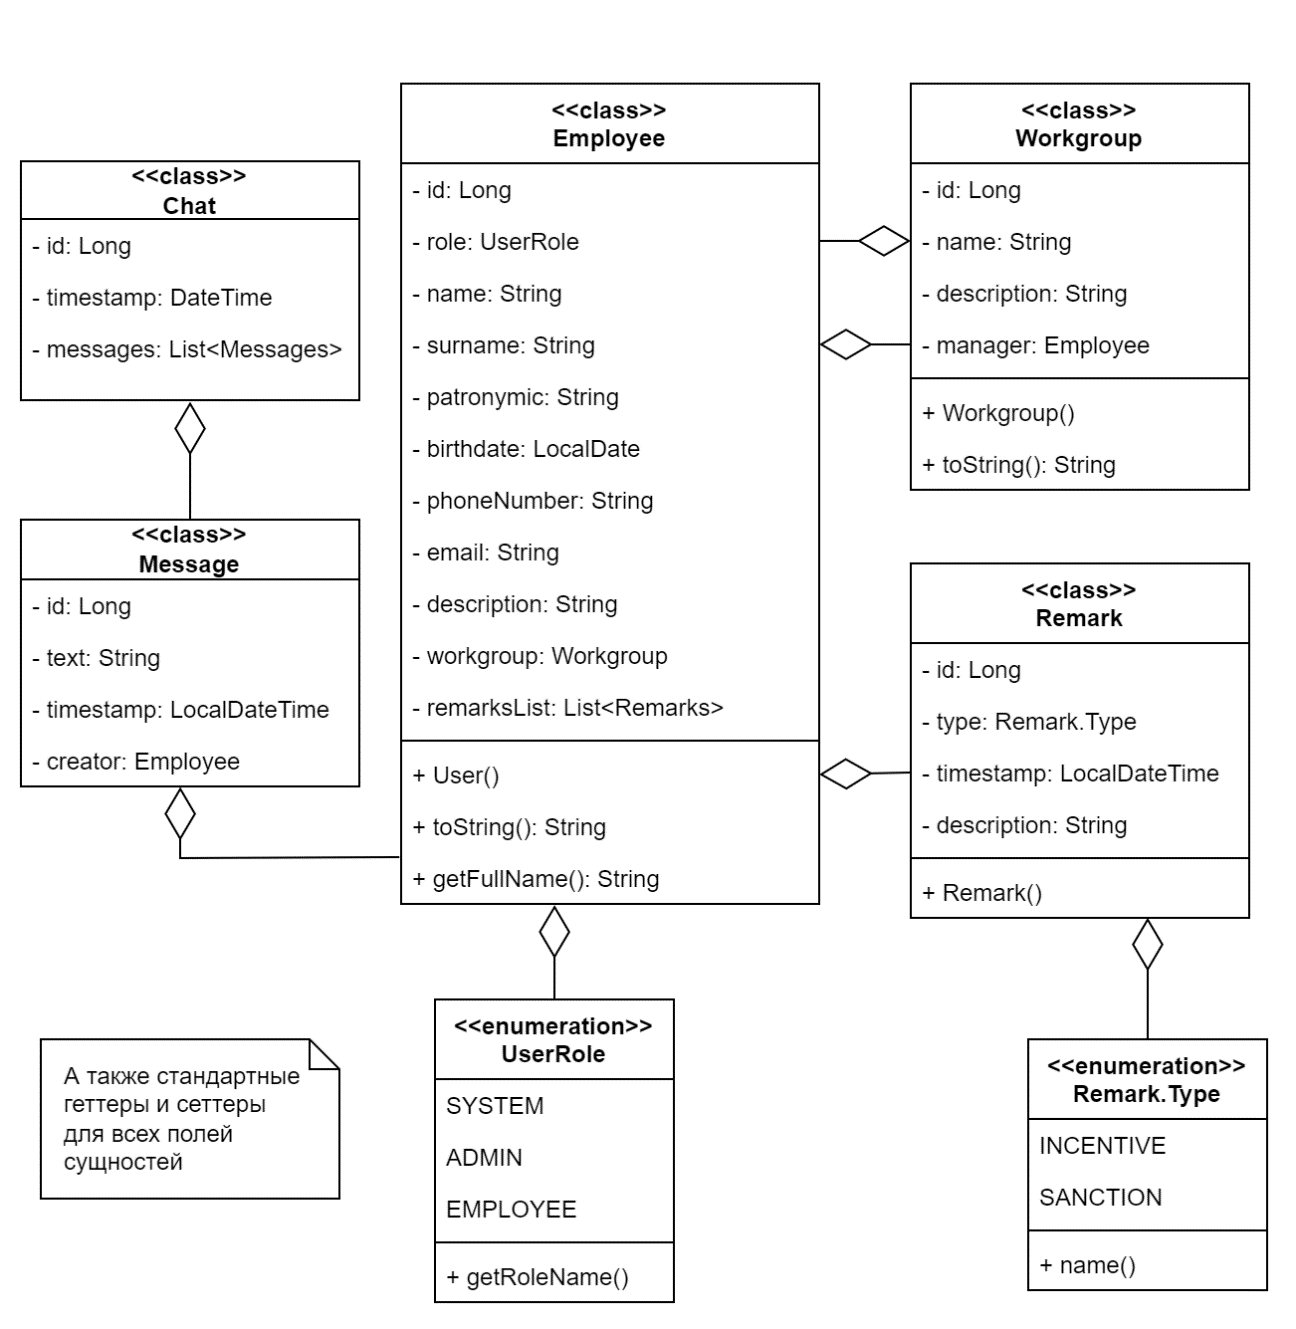 <<class>>
Chat
- id: Long
- timestamp: DateTime
- messages: List<Messages>
<<class>>
Message
- id: Long
- text: String
- timestamp: LocalDateTime
- creator: Employee
<<class>>
Employee
- id: Long
- role: UserRole
- name: String
- surname: String
- patronymic: String
- birthdate: LocalDate
- phoneNumber: String
- email: String
- description: String
- workgroup: Workgroup
- remarksList: List<Remarks>
+ User()
+ toString(): String
+ getFullName(): String
<<class>>
Workgroup
- id: Long
- name: String
- description: String
- manager: Employee
+ Workgroup()
+ toString(): String
<<class>>
Remark
- id: Long
- type: Remark.Type
- timestamp: LocalDateTime
- description: String
+ Remark()
А также стандартные
геттеры и сеттеры
для всех полей
сущностей
<<enumeration>>
UserRole
SYSTEM
ADMIN
EMPLOYEE
+ getRoleName()
<<enumeration>>
Remark.Type
INCENTIVE
SANCTION
+ name()